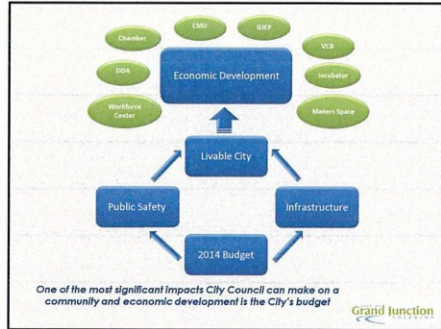 CMU
GJEP
Chamber
VCB
DDA
Economic Development
Incubator
Workforce
Center
Makers Space
Livable City
Public Safety
Infrastructure
2014 Budget
One of the most significant impacts City Council can make on a
community and economic development is the City's budget
Grand Junction